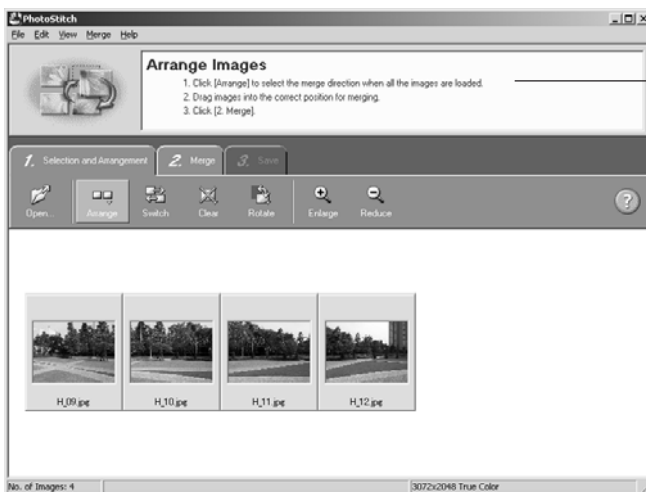 PhotoStitch
File Edit View Merge Help
Arrange Images
1. Click [Arrange] to select the merge direction when all the images are loaded.
2. Drag images into the correct position for merging.
3. Click [2. Merge].
1. Selection and Arrangement 2. Merge 3. Save
Open... Arrange Switch Clear Rotate Enlarge Reduce ?
H_09.jpg H_10.jpg H_11.jpg H_12.jpg
No. of Images: 4 3072x2048 True Color